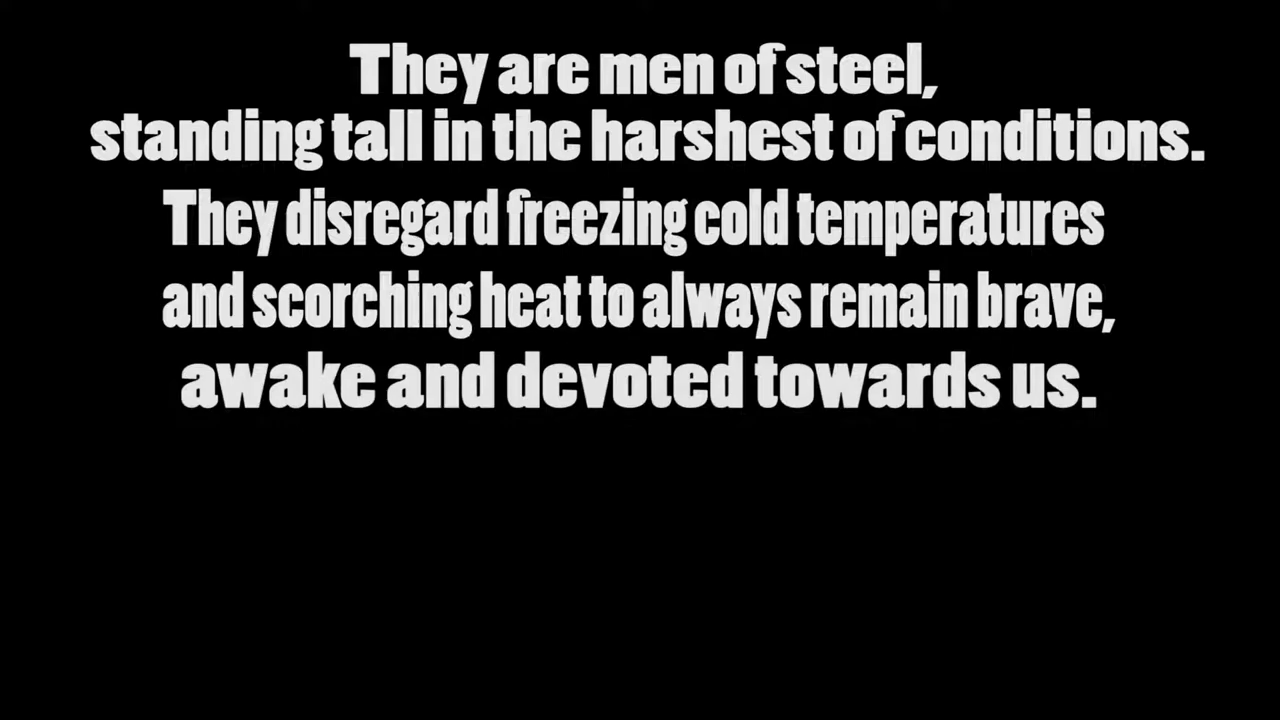 They are men of steel,
standing tall in the harshest of conditions.
They disregard freezing cold temperatures
and scorching heat to always remain brave,
awake and devoted towards us.